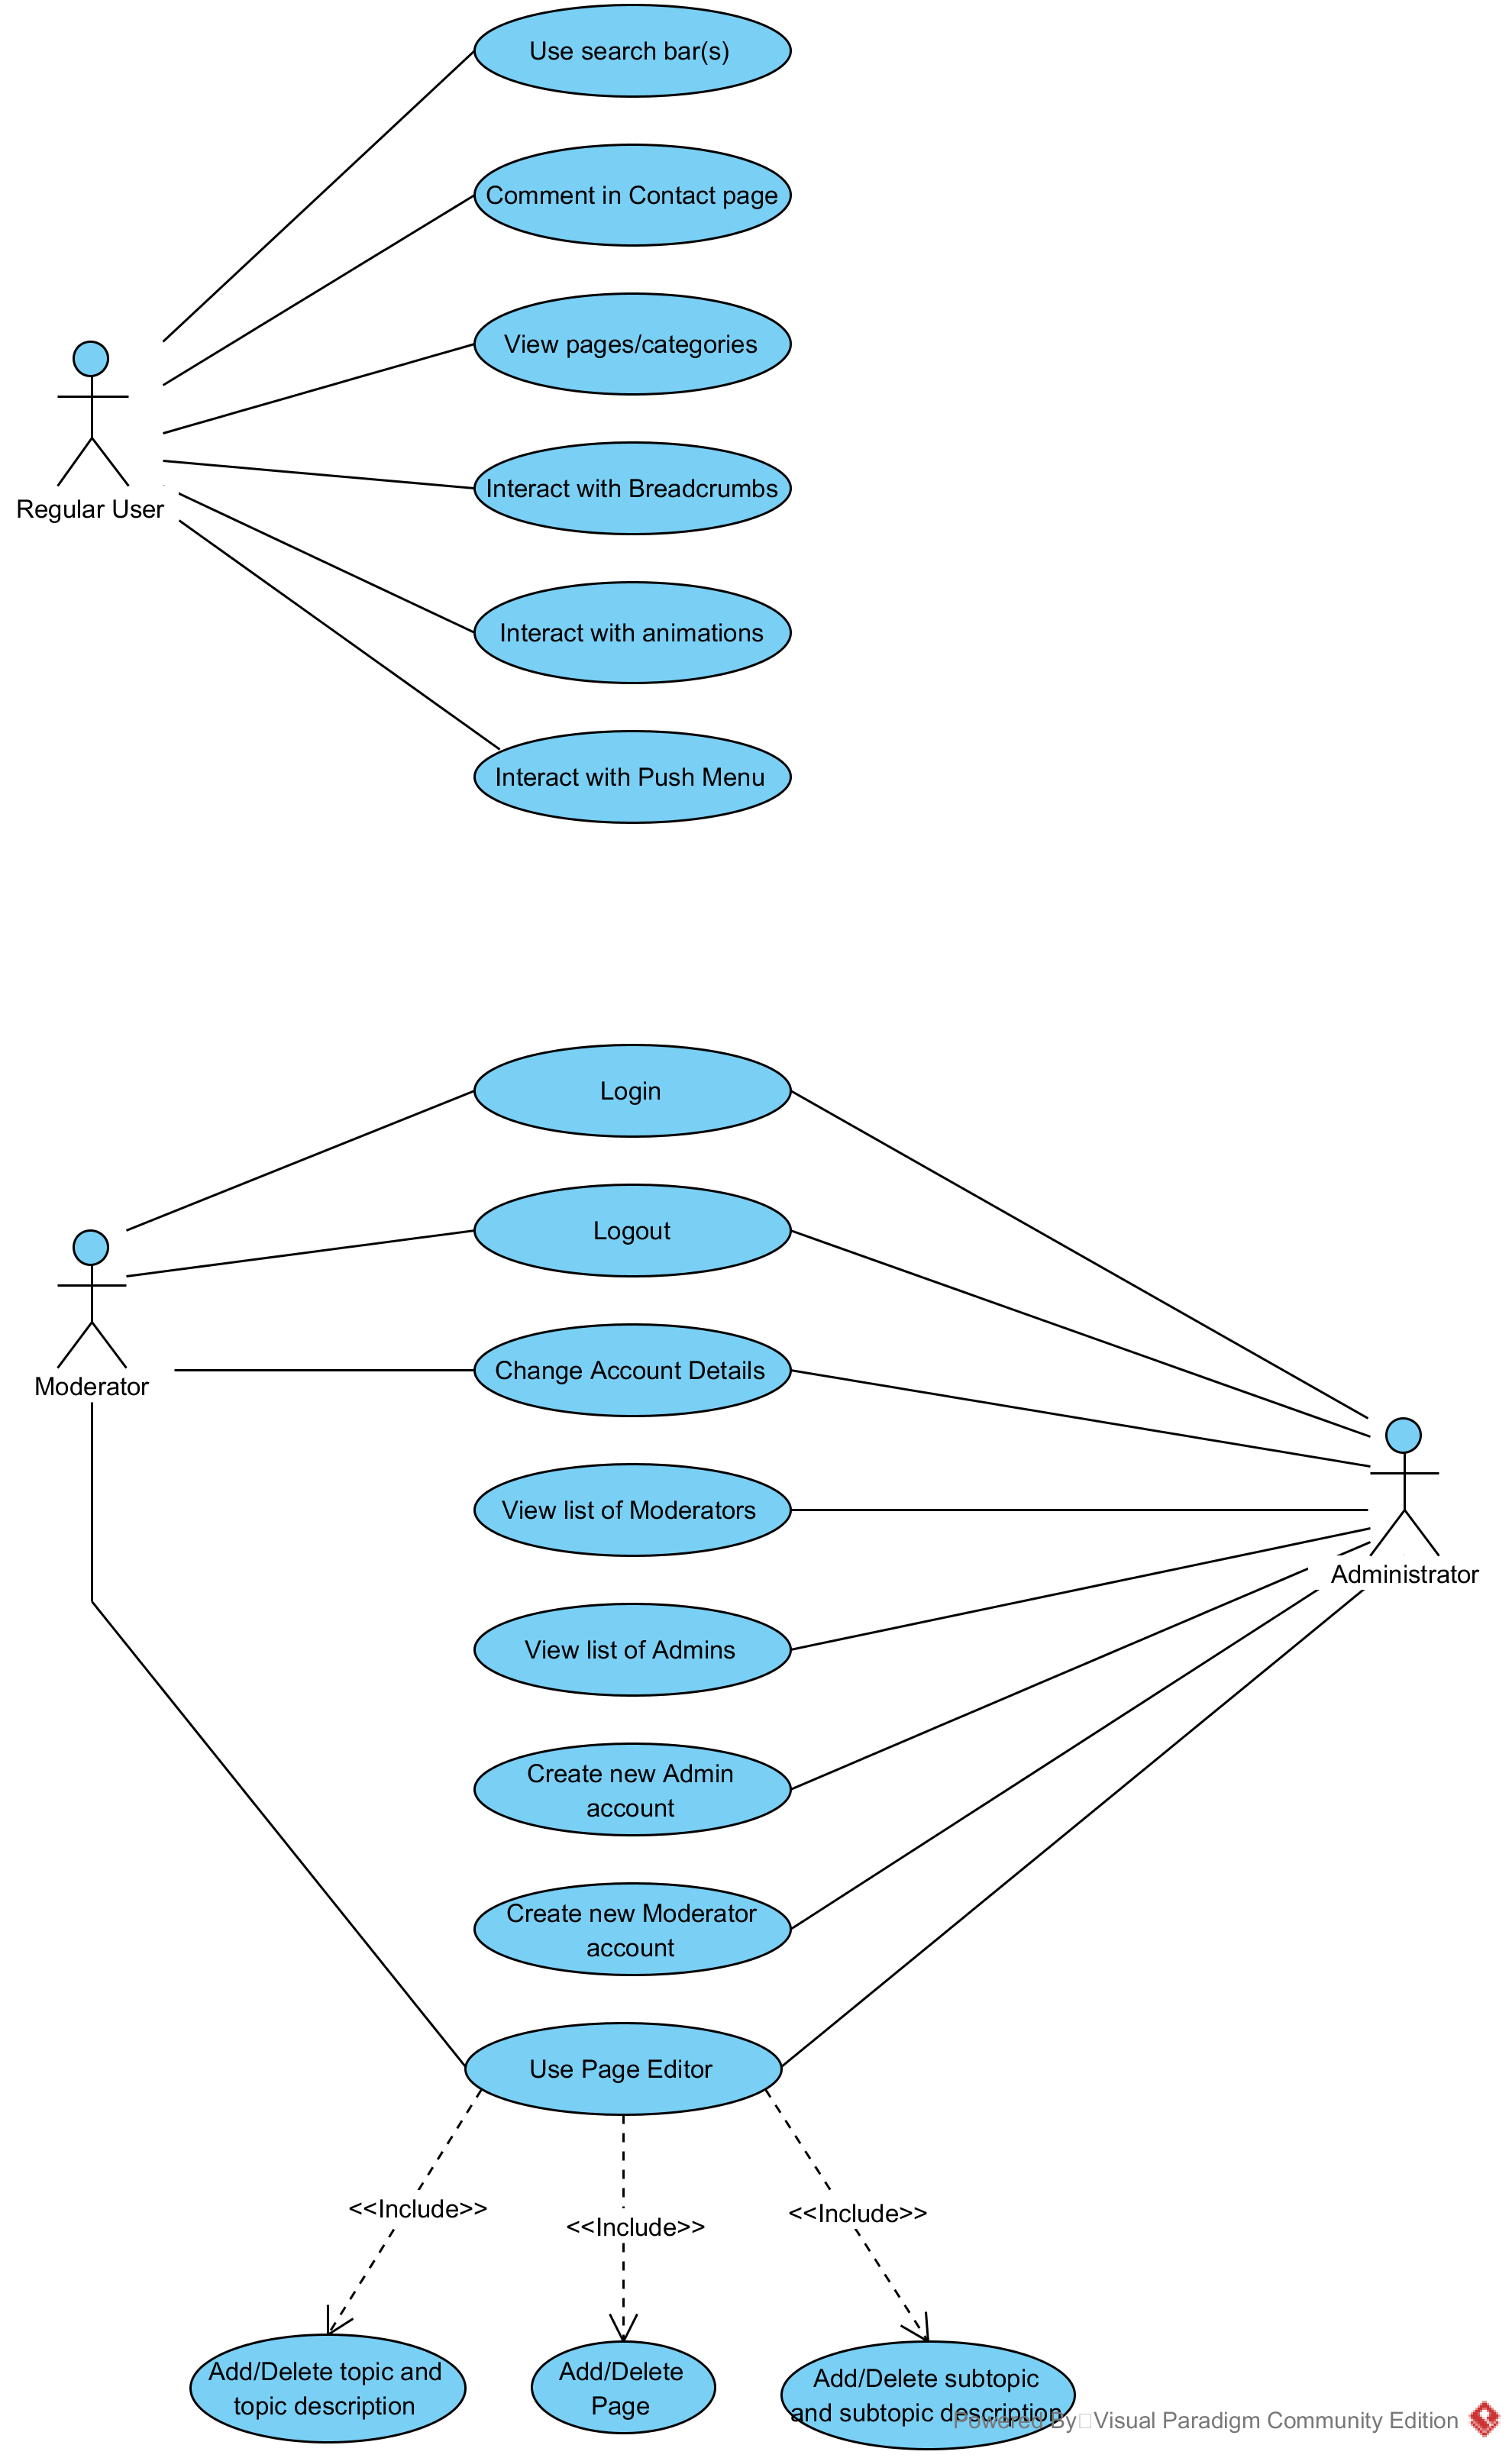 Use search bar(s)
Comment in Contact page
View pages/categories
Interact with Breadcrumbs
Regular User
Interact with animations
Interact with Push Menu
Login
Logout
Change Account Details
Moderator
View list of Moderators
Administrator
View list of Admins
Create new Admin
account
Create new Moderator
account
Use Page Editor
<<Include>>
<<Include>>
<<Include>>
Add/Delete topic and
topic description
Add/Delete
Page
Add/Delete subtopic
and subtopic description
Powered By Visual Paradigm Community Edition